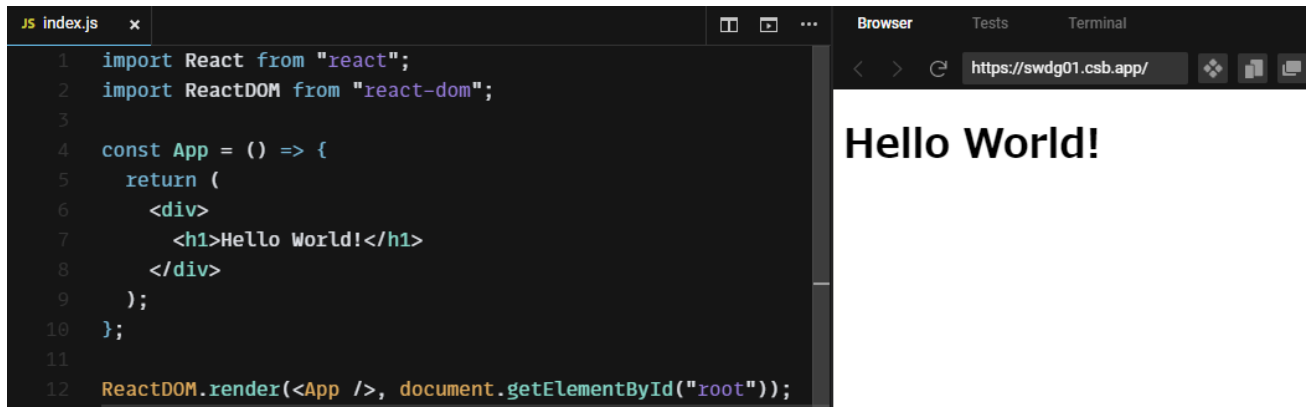 JS index.js x
1 import React from "react";
2 import ReactDOM from "react-dom";
3
4 const App = () => {
5 return (
6 <div>
7 <h1>Hello World!</h1>
8 </div>
9 );
10 };
11
12 ReactDOM.render(<App />, document.getElementById("root"));
Browser Tests Terminal
https://swdg01.csb.app/
Hello World!